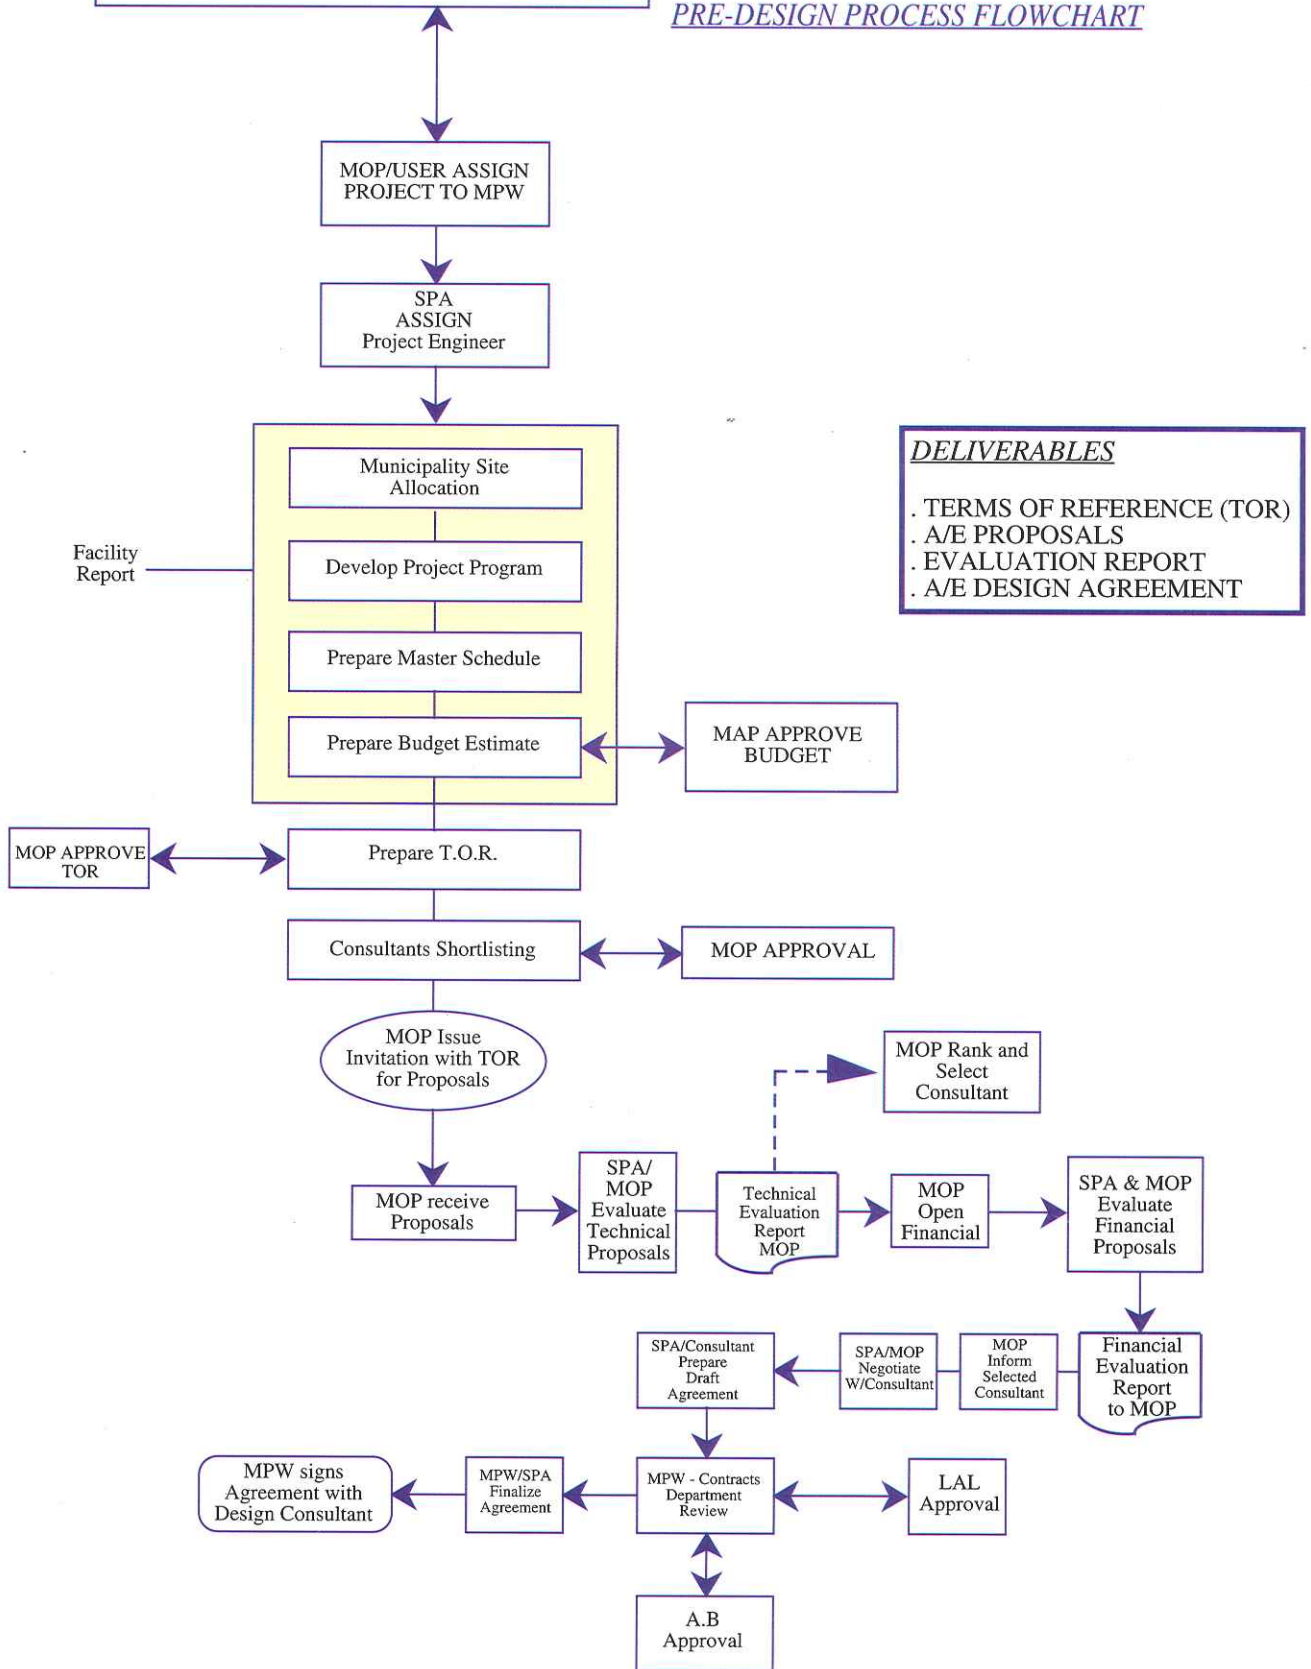 PRE-DESIGN PROCESS FLOWCHART
MOP/USER ASSIGN
PROJECT TO MPW
SPA
ASSIGN
Project Engineer
Municipality Site
Allocation
Develop Project Program
Facility
Report
Prepare Master Schedule
Prepare Budget Estimate
MAP APPROVE
BUDGET
DELIVERABLES
. TERMS OF REFERENCE (TOR)
. A/E PROPOSALS
. EVALUATION REPORT
. A/E DESIGN AGREEMENT
MOP APPROVE
TOR
Prepare T.O.R.
Consultants Shortlisting
MOP APPROVAL
MOP Issue
Invitation with TOR
for Proposals
MOP Rank and
Select
Consultant
MOP receive
Proposals
SPA/
MOP
Evaluate
Technical
Proposals
Technical
Evaluation
Report
MOP
MOP
Open
Financial
SPA & MOP
Evaluate
Financial
Proposals
Financial
Evaluation
Report
to MOP
MOP
Inform
Selected
Consultant
SPA/MOP
Negotiate
W/Consultant
SPA/Consultant
Prepare
Draft
Agreement
MPW - Contracts
Department
Review
LAL
Approval
A.B
Approval
MPW/SPA
Finalize
Agreement
MPW signs
Agreement with
Design Consultant